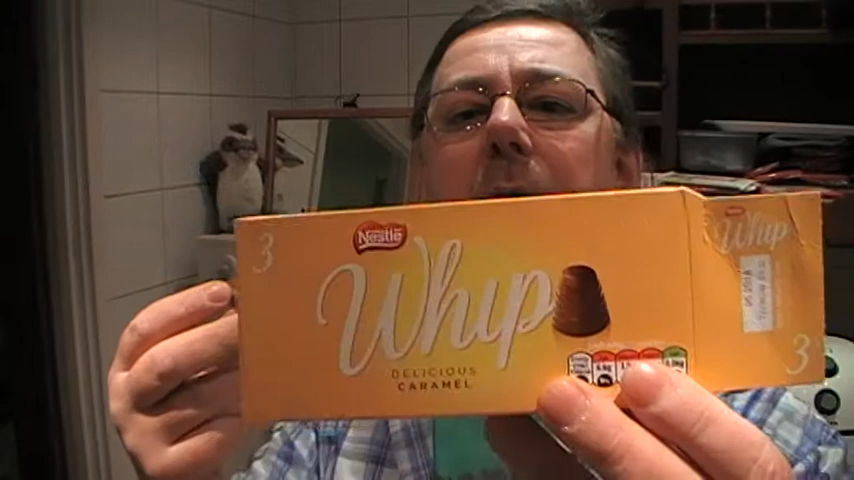 3
Nestlé
Whip
DELICIOUS
CARAMEL
Whip
3